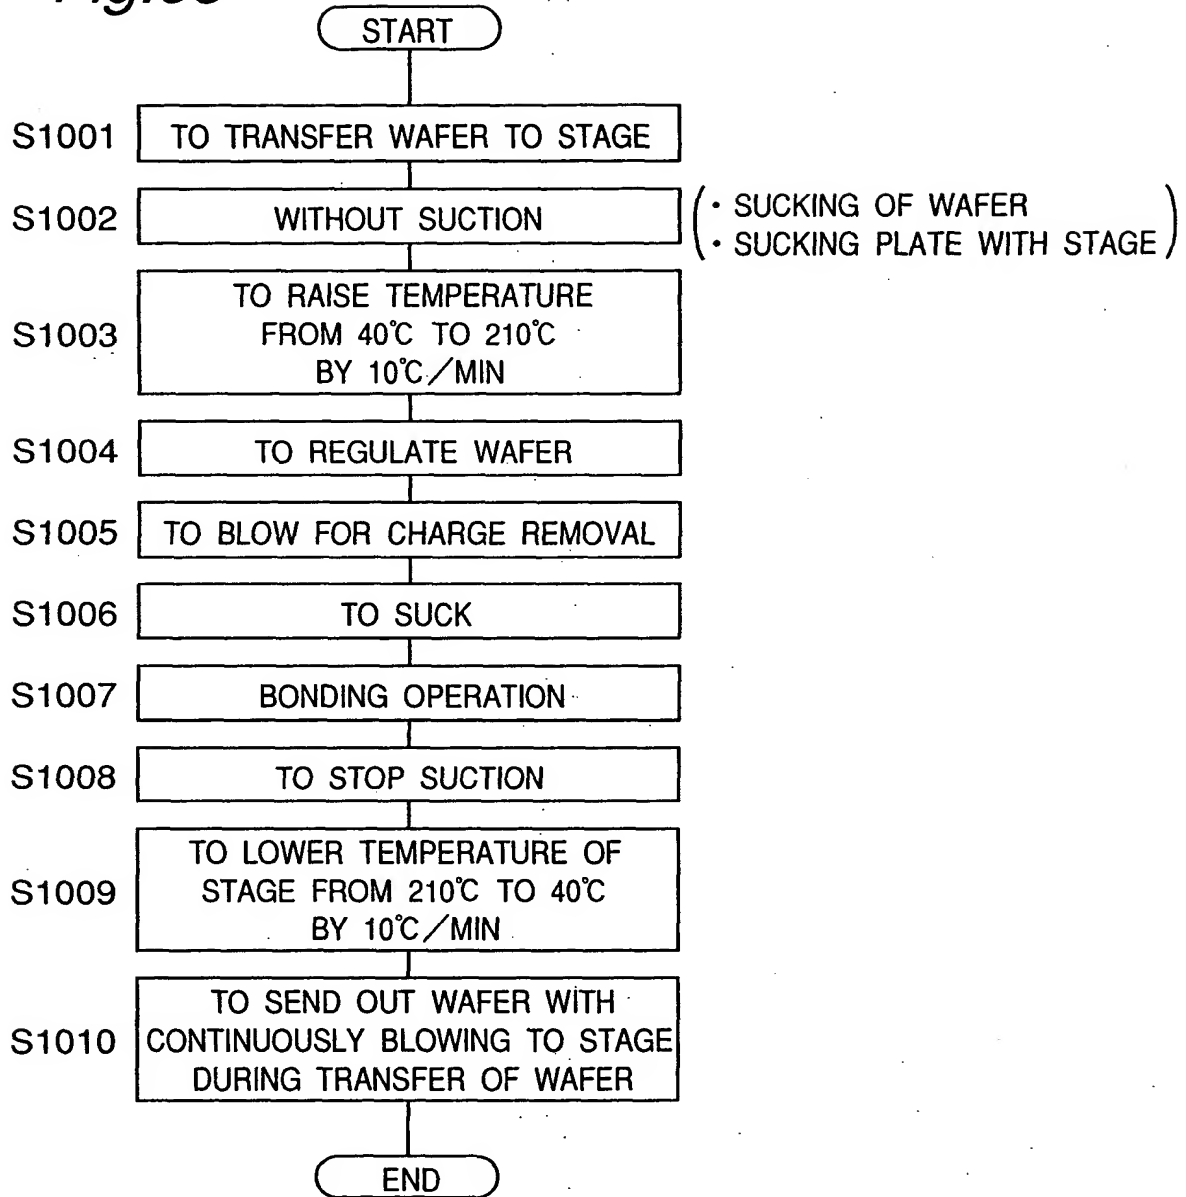 START
S1001 TO TRANSFER WAFER TO STAGE
S1002 WITHOUT SUCTION
(· SUCKING OF WAFER
· SUCKING PLATE WITH STAGE)
S1003 TO RAISE TEMPERATURE
FROM 40℃ TO 210℃
BY 10℃/MIN
S1004 TO REGULATE WAFER
S1005 TO BLOW FOR CHARGE REMOVAL
S1006 TO SUCK
S1007 BONDING OPERATION
S1008 TO STOP SUCTION
S1009 TO LOWER TEMPERATURE OF
STAGE FROM 210℃ TO 40℃
BY 10℃/MIN
S1010 TO SEND OUT WAFER WITH
CONTINUOUSLY BLOWING TO STAGE
DURING TRANSFER OF WAFER
END